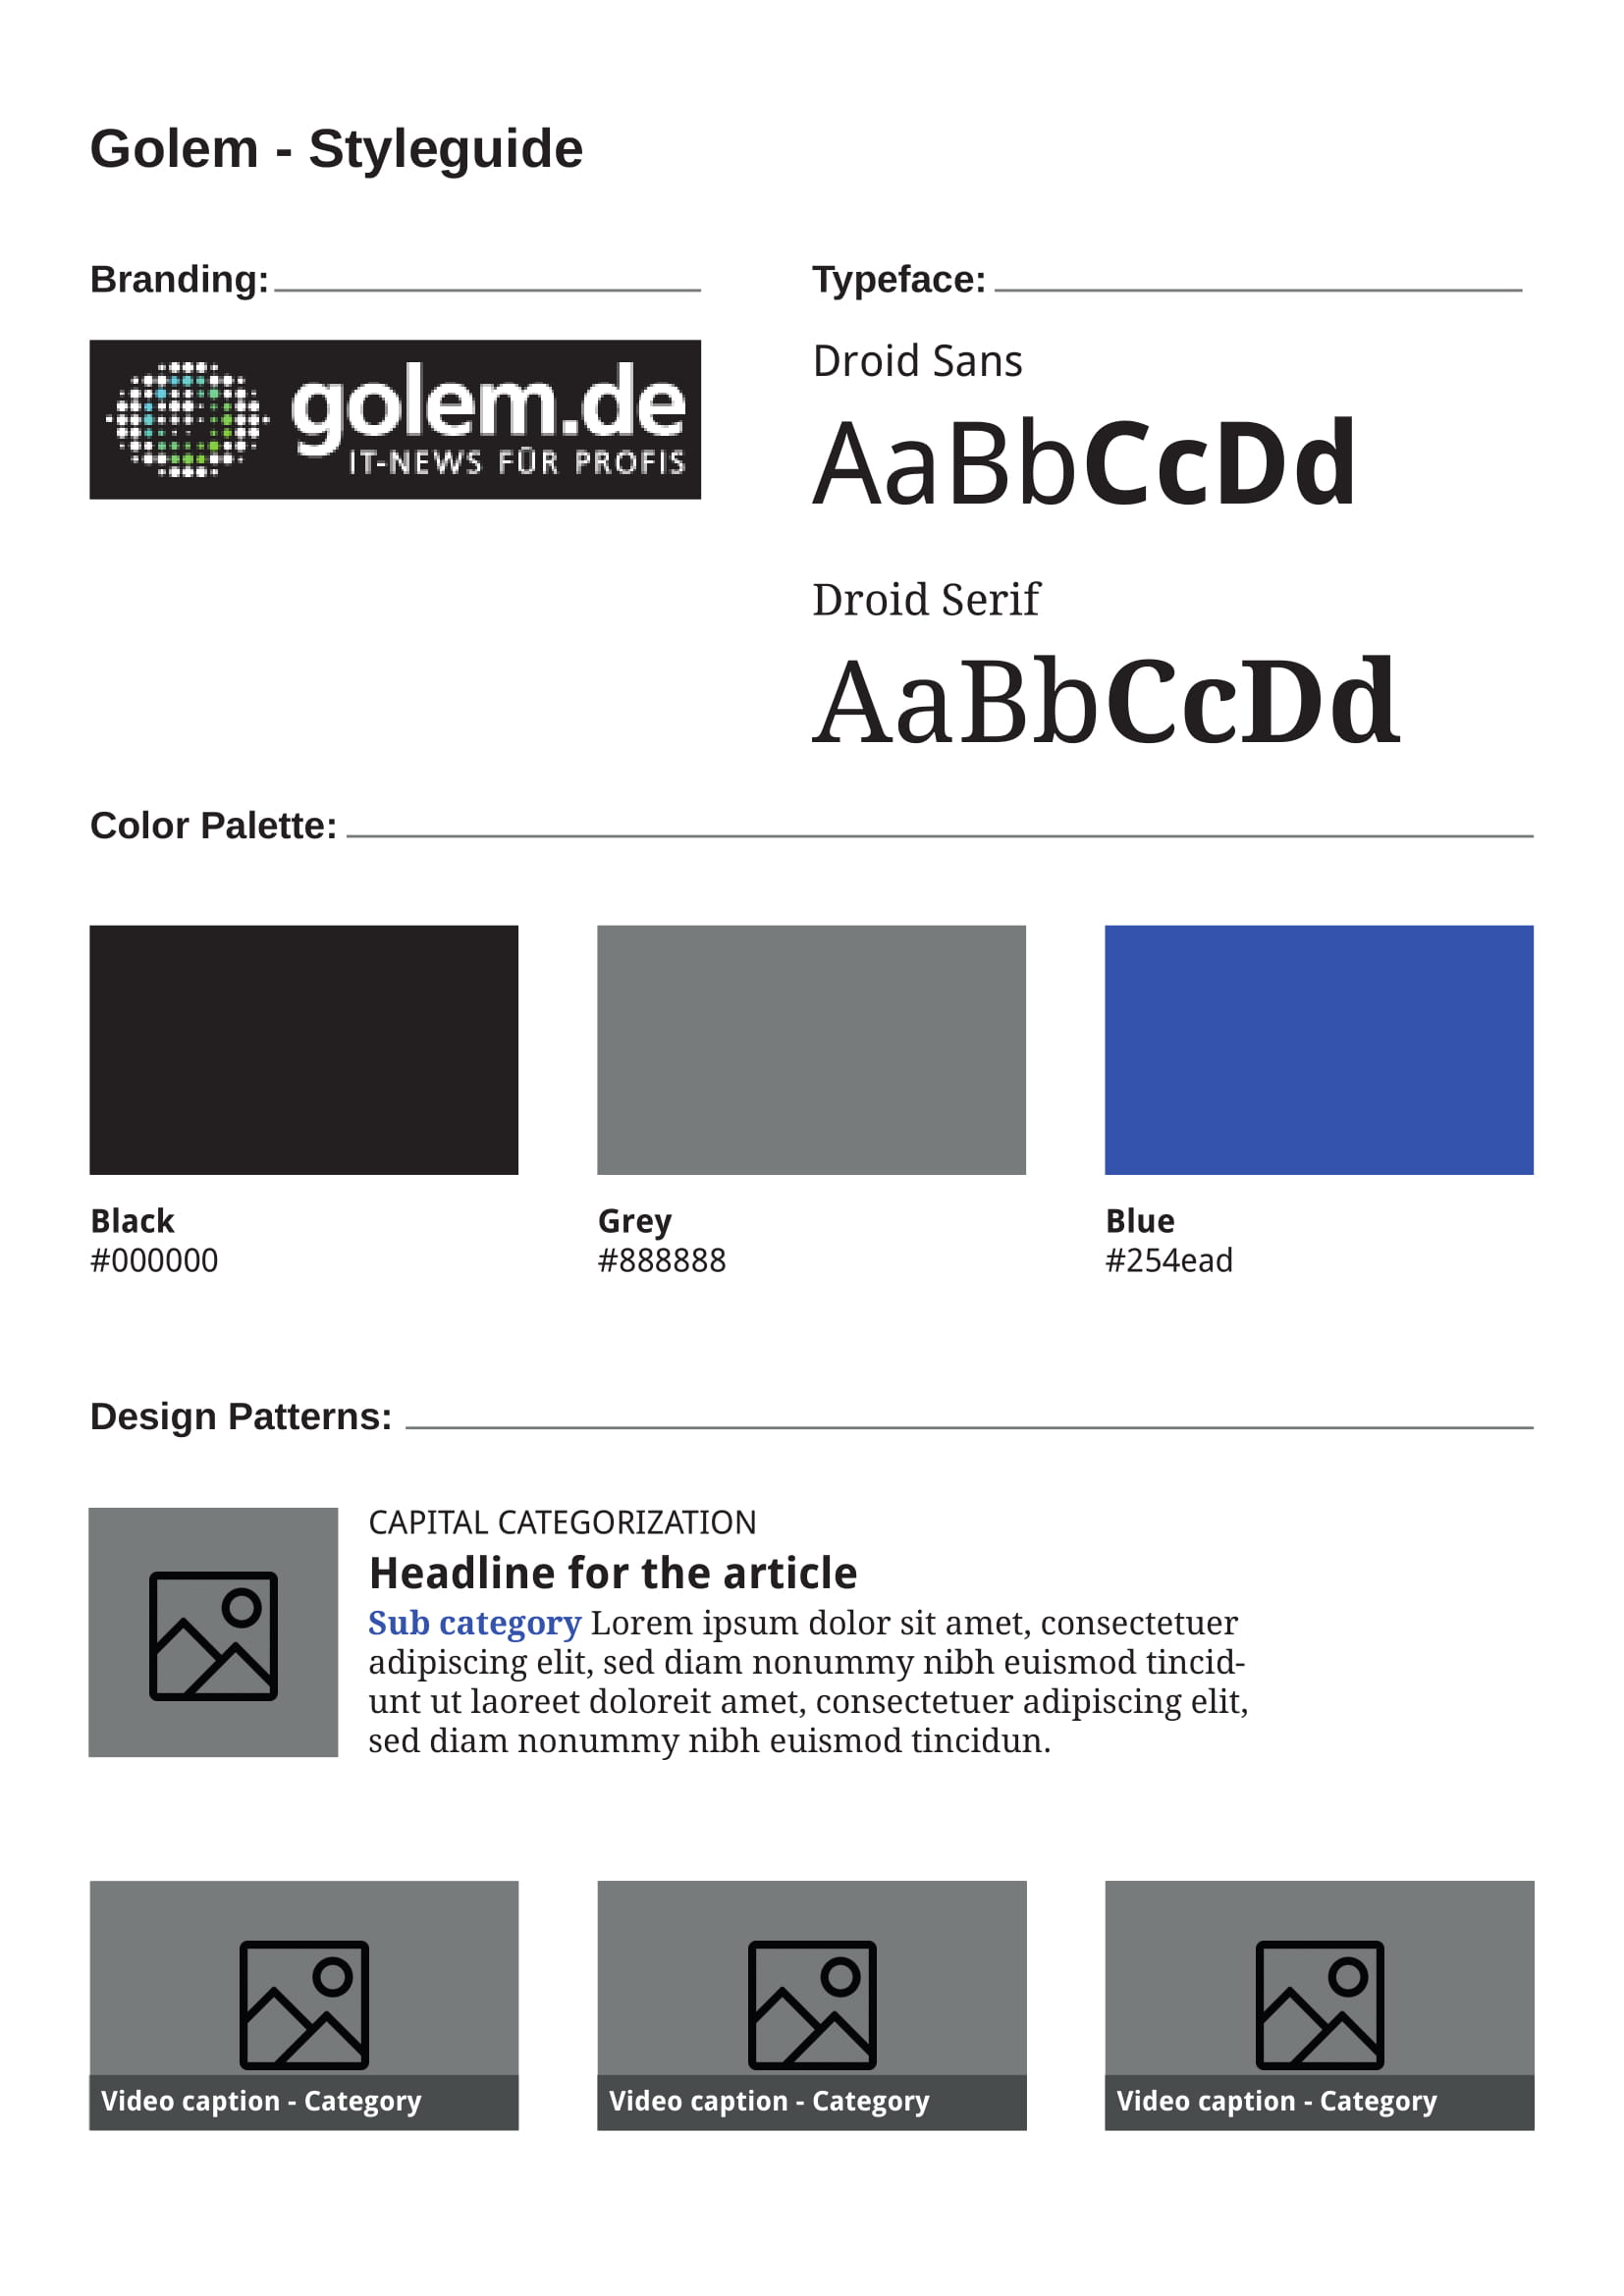 Golem - Styleguide
Branding:
golem.de
IT-NEWS FÜR PROFIS
Typeface:
Droid Sans
AaBbCcDd
Droid Serif
AaBbCcDd
Color Palette:
Black
#000000
Grey
#888888
Blue
#254ead
Design Patterns:
CAPITAL CATEGORIZATION
Headline for the article
Sub category Lorem ipsum dolor sit amet, consectetuer
adipiscing elit, sed diam nonummy nibh euismod tincid-
unt ut laoreet doloreit amet, consectetuer adipiscing elit,
sed diam nonummy nibh euismod tincidun.
Video caption - Category
Video caption - Category
Video caption - Category